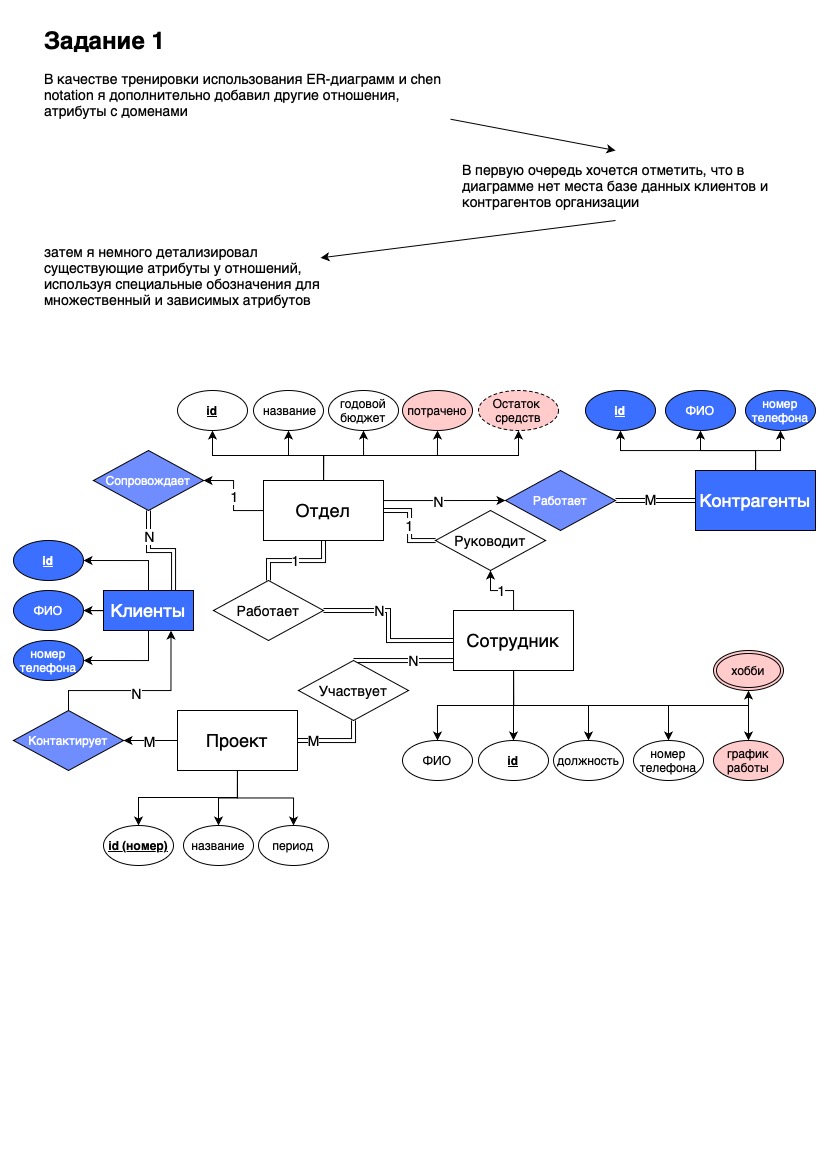 Задание 1
В качестве тренировки использования ER-диаграмм и chen
notation я дополнительно добавил другие отношения,
атрибуты с доменами
В первую очередь хочется отметить, что в
диаграмме нет места базе данных клиентов и
контрагентов организации
затем я немного детализировал
существующие атрибуты у отношений,
используя специальные обозначения для
множественный и зависимых атрибутов
id
название
годовой
бюджет
потрачено
Остаток
средств
id
ФИО
номер
телефона
Сопровождает
1
Отдел
N
Работает
M
Контрагенты
N
1
Руководит
id
1
1
ФИО
Клиенты
Работает
N
Сотрудник
номер
телефона
N
N
Участвует
хобби
Контактирует
M
Проект
M
ФИО
id
должность
номер
телефона
график
работы
id (номер)
название
период